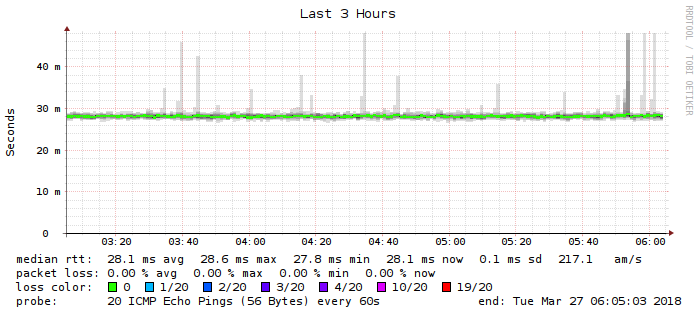 Last 3 Hours
RRDTOOL / TOBI OETIKER
Seconds
40 m
30 m
20 m
10 m
0
03:20 03:40 04:00 04:20 04:40 05:00 05:20 05:40 06:00
median rtt: 28.1 ms avg 28.6 ms max 27.8 ms min 28.1 ms now 0.1 ms sd 217.1 am/s
packet loss: 0.00 % avg 0.00 % max 0.00 % min 0.00 % now
loss color: 0 1/20 2/20 3/20 4/20 10/20 19/20
probe: 20 ICMP Echo Pings (56 Bytes) every 60s end: Tue Mar 27 06:05:03 2018